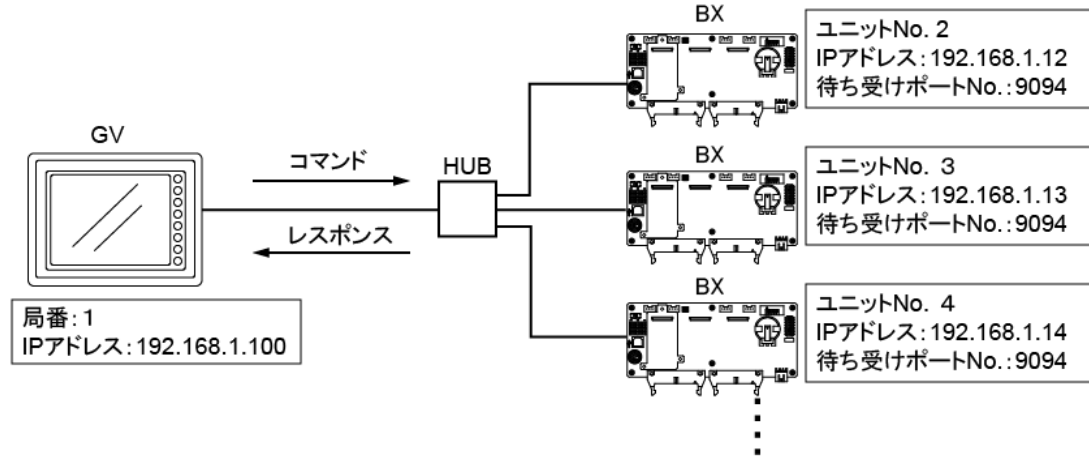 BX
ユニットNo. 2
IPアドレス:192.168.1.12
待ち受けポートNo.:9094
GV
コマンド
HUB
レスポンス
局番:1
IPアドレス:192.168.1.100
BX
ユニットNo. 3
IPアドレス:192.168.1.13
待ち受けポートNo.:9094
BX
ユニットNo. 4
IPアドレス:192.168.1.14
待ち受けポートNo.:9094